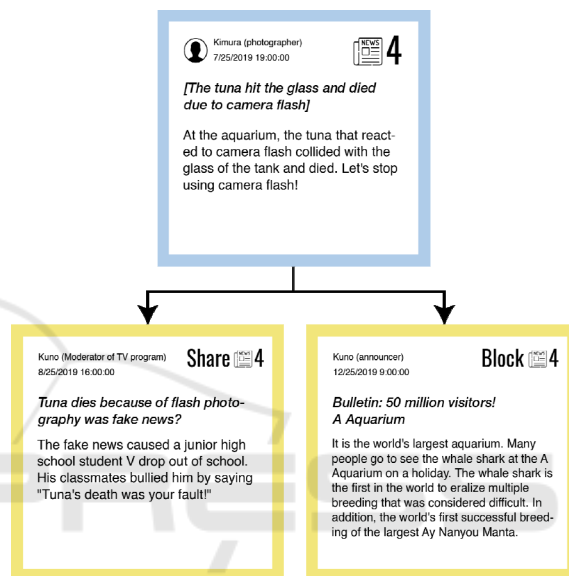 Kimura (photographer)
7/25/2019 19:00:00
NEWS
4
[The tuna hit the glass and died
due to camera flash]
At the aquarium, the tuna that react-
ed to camera flash collided with the
glass of the tank and died. Let's stop
using camera flash!
Kuno (Moderator of TV program)
8/25/2019 16:00:00
Share NEWS 4
Tuna dies because of flash photo-
graphy was fake news?
The fake news caused a junior high
school student V drop out of school.
His classmates bullied him by saying
"Tuna's death was your fault!"
Kuno (announcer)
12/25/2019 9:00:00
Block NEWS 4
Bulletin: 50 million visitors!
A Aquarium
It is the world's largest aquarium. Many
people go to see the whale shark at the A
Aquarium on a holiday. The whale shark is
the first in the world to eralize multiple
breeding that was considered difficult. In
addition, the world's first successful breed-
ing of the largest Ay Nanyou Manta.